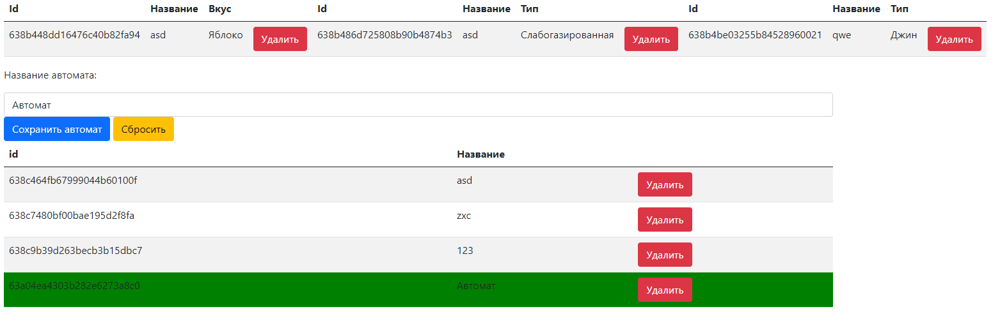 Id Название Вкус Id Название Тип Id Название Тип
638b448dd16476c40b82fa94 asd Яблоко Удалить 638b486d725808b90b4874b3 asd Слабогазированная Удалить 638b4be03255b84528960021 qwe Джин Удалить
Название автомата:
Автомат
Сохранить автомат Сбросить
id Название
638c464fb67999044b60100f asd Удалить
638c7480bf00bae195d2f8fa zxc Удалить
638c9b39d263becb3b15dbc7 123 Удалить
63a04ea4303b282e6273a8c0 Автомат Удалить